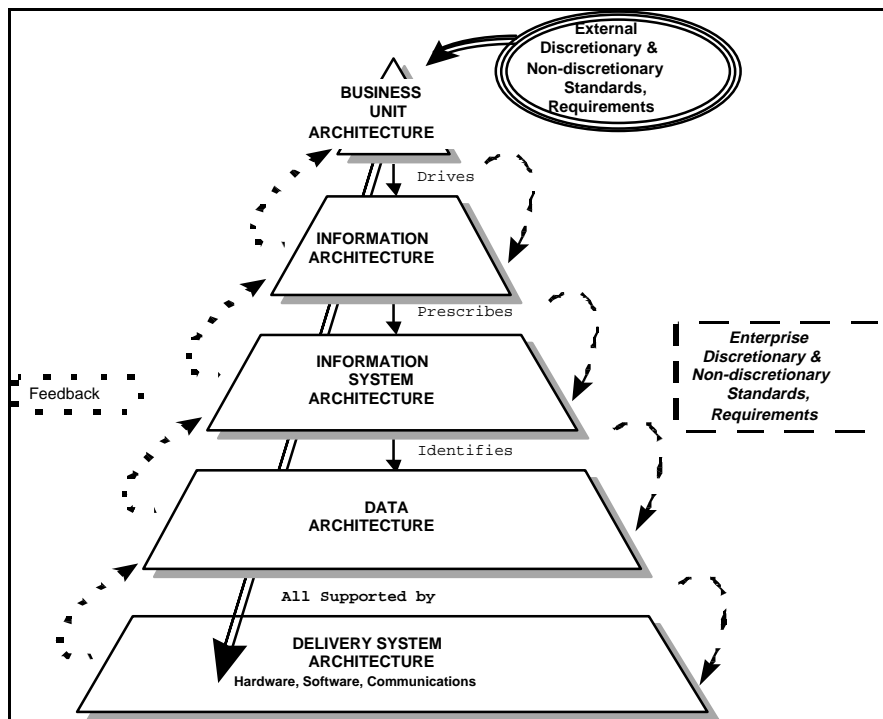 External
Discretionary &
Non-discretionary
Standards,
Requirements
BUSINESS
UNIT
ARCHITECTURE
Drives
INFORMATION
ARCHITECTURE
Prescribes
INFORMATION
SYSTEM
ARCHITECTURE
Enterprise
Discretionary &
Non-discretionary
Standards,
Requirements
Feedback
Identifies
DATA
ARCHITECTURE
All Supported by
DELIVERY SYSTEM
ARCHITECTURE
Hardware, Software, Communications